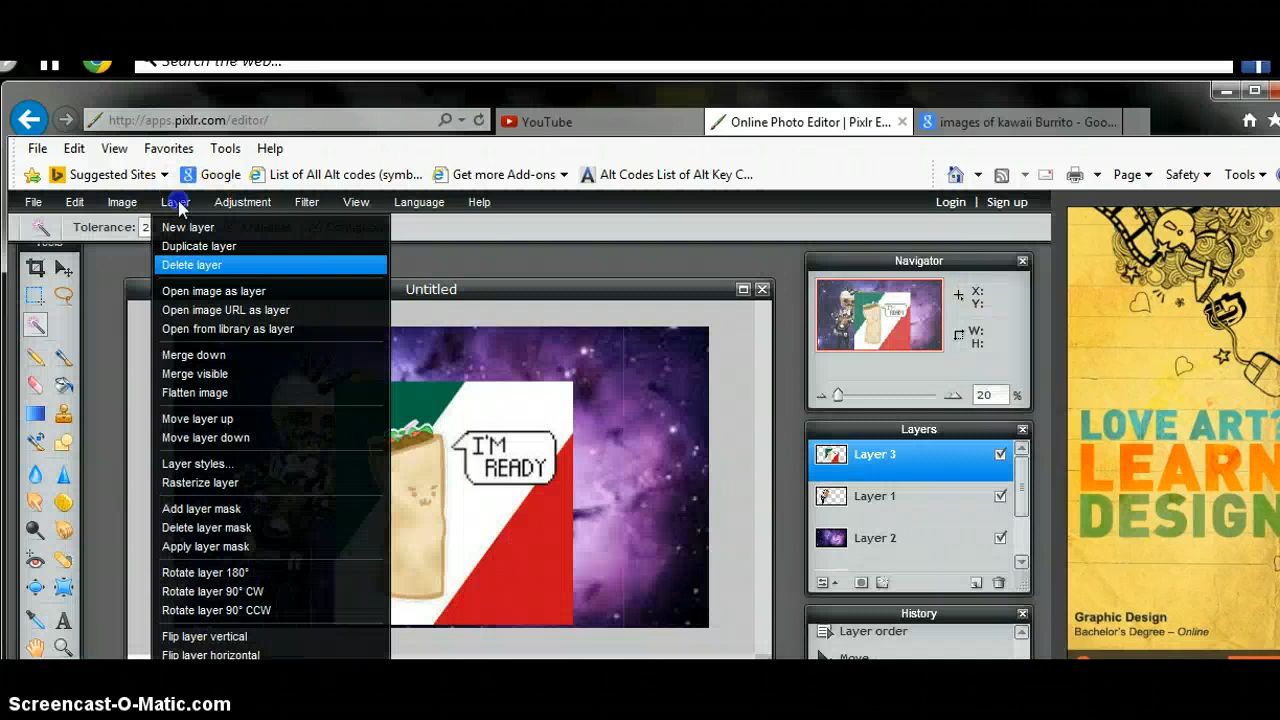 Search the web...
http://apps.pixlr.com/editor/
YouTube
Online Photo Editor | Pixlr E...
images of kawaii Burrito - Goo...
File Edit View Favorites Tools Help
Suggested Sites Google List of All Alt codes (symb... Get more Add-ons Alt Codes List of Alt Key C... Page Safety Tools
File Edit Image Layer Adjustment Filter View Language Help Login | Sign up
Tolerance: 2
New layer
Duplicate layer
Delete layer
Open image as layer
Open image URL as layer
Open from library as layer
Merge down
Merge visible
Flatten image
Move layer up
Move layer down
Layer styles...
Rasterize layer
Add layer mask
Delete layer mask
Apply layer mask
Rotate layer 180°
Rotate layer 90° CW
Rotate layer 90° CCW
Flip layer vertical
Flip layer horizontal
Untitled
I'M
READY
Navigator
X:
Y:
W:
H:
20 %
Layers
Layer 3
Layer 1
Layer 2
History
Layer order
Move
LOVE ART?
LEARN
DESIGN
Graphic Design
Bachelor's Degree – Online
Screencast-O-Matic.com